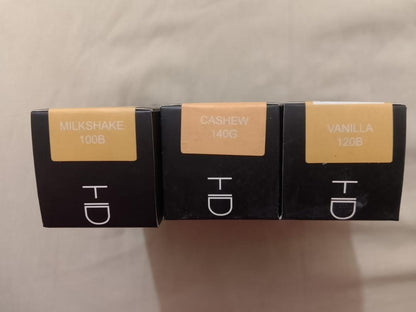 MILKSHAKE
100B
HD
CASHEW
140G
HD
VANILLA
120B
HD